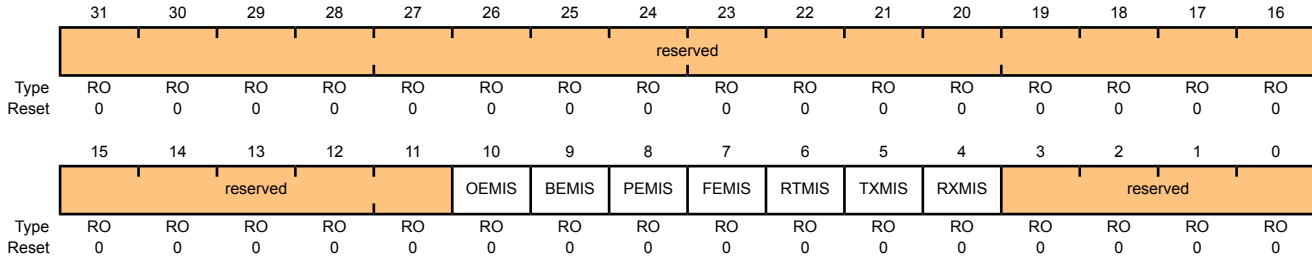 31 30 29 28 27 26 25 24 23 22 21 20 19 18 17 16
reserved
Type RO RO RO RO RO RO RO RO RO RO RO RO RO RO RO RO
Reset 0 0 0 0 0 0 0 0 0 0 0 0 0 0 0 0
15 14 13 12 11 10 9 8 7 6 5 4 3 2 1 0
reserved OEMIS BEMIS PEMIS FEMIS RTMIS TXMIS RXMIS reserved
Type RO RO RO RO RO RO RO RO RO RO RO RO RO RO RO RO
Reset 0 0 0 0 0 0 0 0 0 0 0 0 0 0 0 0